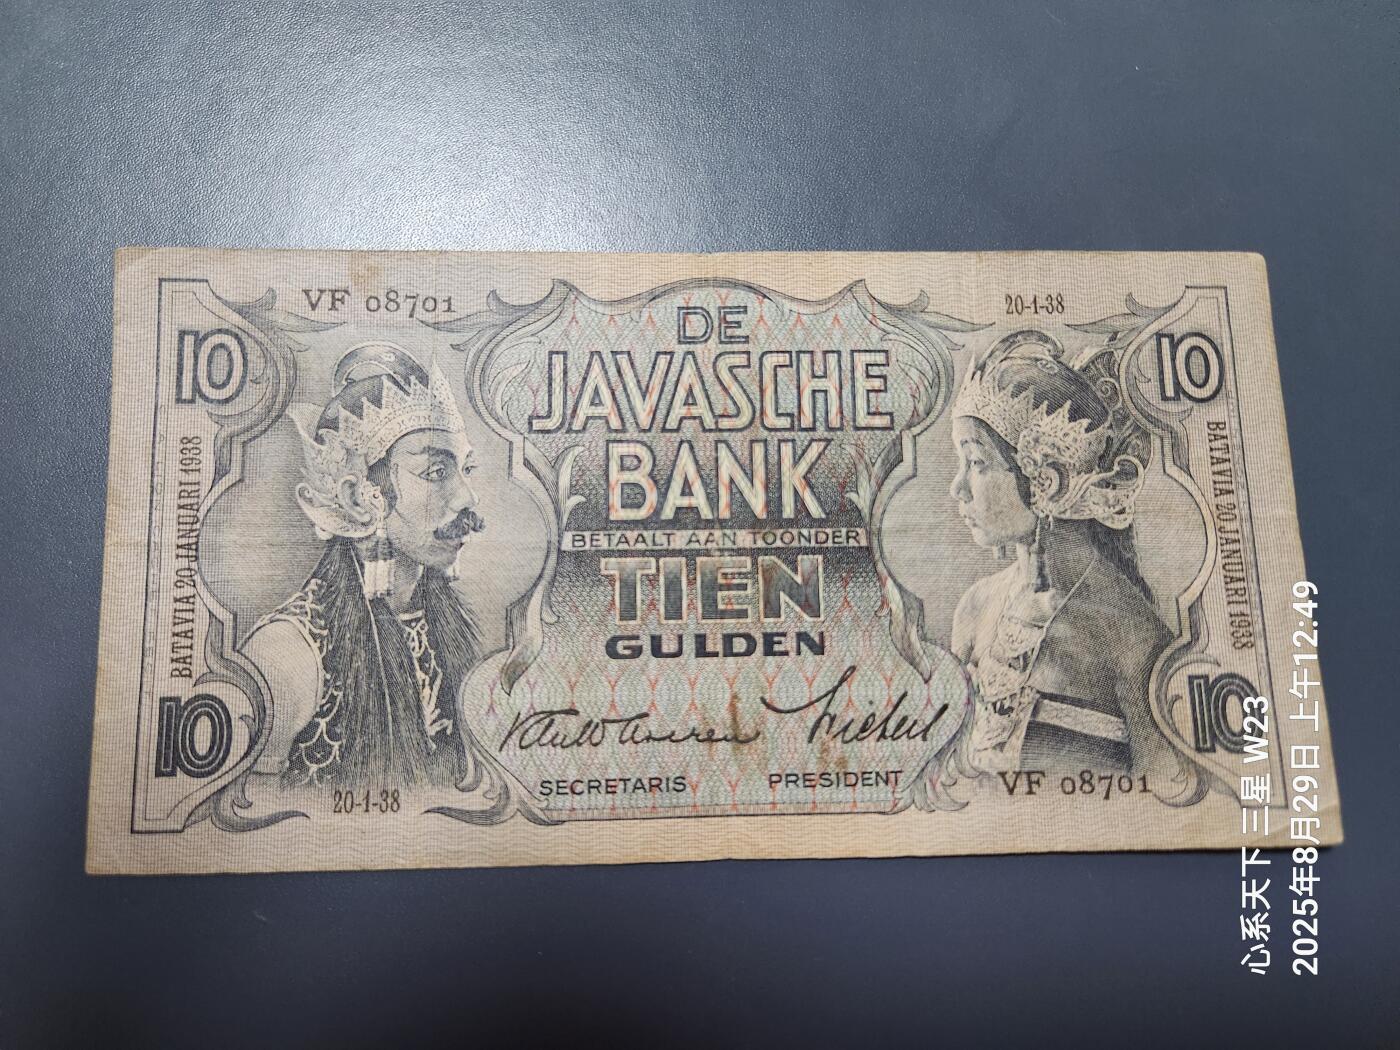 VF 08701
20-1-38
10
10
DE
JAVASCHE
BANK
BETAALT AAN TOONDER
TIEN
GULDEN
BATAVIA 20 JANUARI 1938
BATAVIA 20 JANUARI 1938
10
10
SECRETARIS
PRESIDENT
20-1-38
VF 08701
心系天下 三星 W23
2025年8月29日 上午12:49